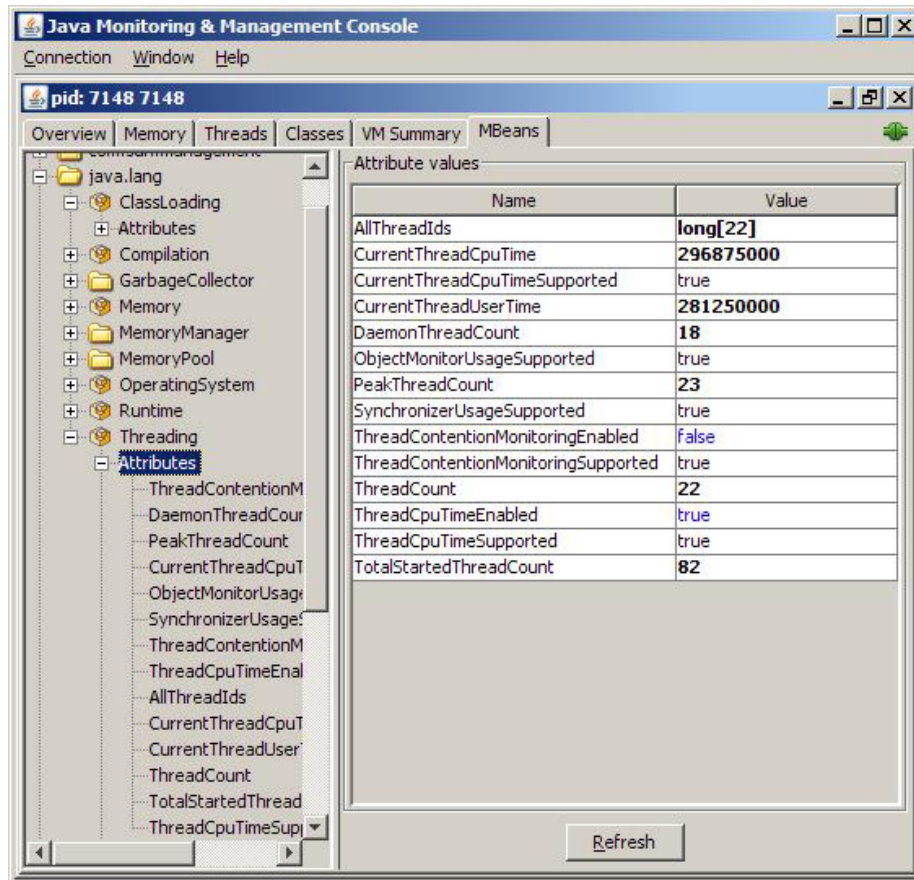 Java Monitoring & Management Console
Connection Window Help
pid: 7148 7148
Overview Memory Threads Classes VM Summary MBeans
java.lang
ClassLoading
Attributes
Compilation
GarbageCollector
Memory
MemoryManager
MemoryPool
OperatingSystem
Runtime
Threading
Attributes
ThreadContentionM
DaemonThreadCour
PeakThreadCount
CurrentThreadCpuT
ObjectMonitorUsage
SynchronizerUsageS
ThreadContentionM
ThreadCpuTimeEnal
AllThreadIds
CurrentThreadCpuT
CurrentThreadUser
ThreadCount
TotalStartedThread
ThreadCpuTimeSupp
Attribute values
Name Value
AllThreadIds long[22]
CurrentThreadCpuTime 296875000
CurrentThreadCpuTimeSupported true
CurrentThreadUserTime 281250000
DaemonThreadCount 18
ObjectMonitorUsageSupported true
PeakThreadCount 23
SynchronizerUsageSupported true
ThreadContentionMonitoringEnabled false
ThreadContentionMonitoringSupported true
ThreadCount 22
ThreadCpuTimeEnabled true
ThreadCpuTimeSupported true
TotalStartedThreadCount 82
Refresh